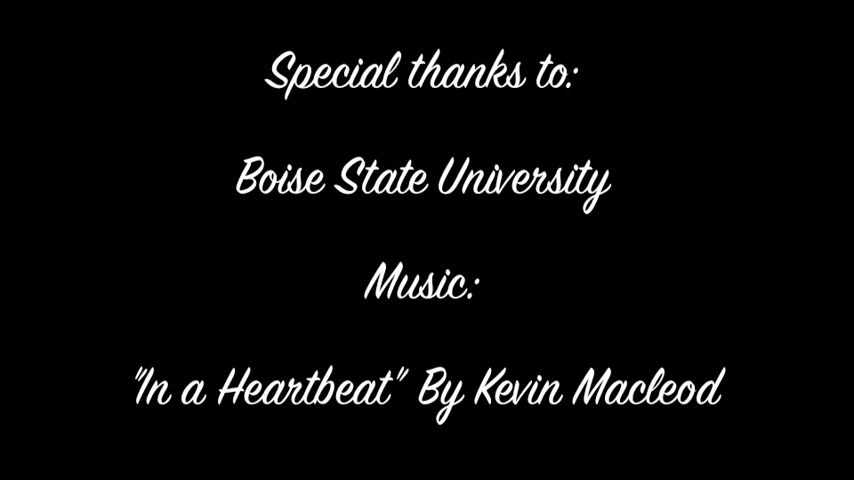 Special thanks to:
Boise State University
Music:
"In a Heartbeat" By Kevin Macleod